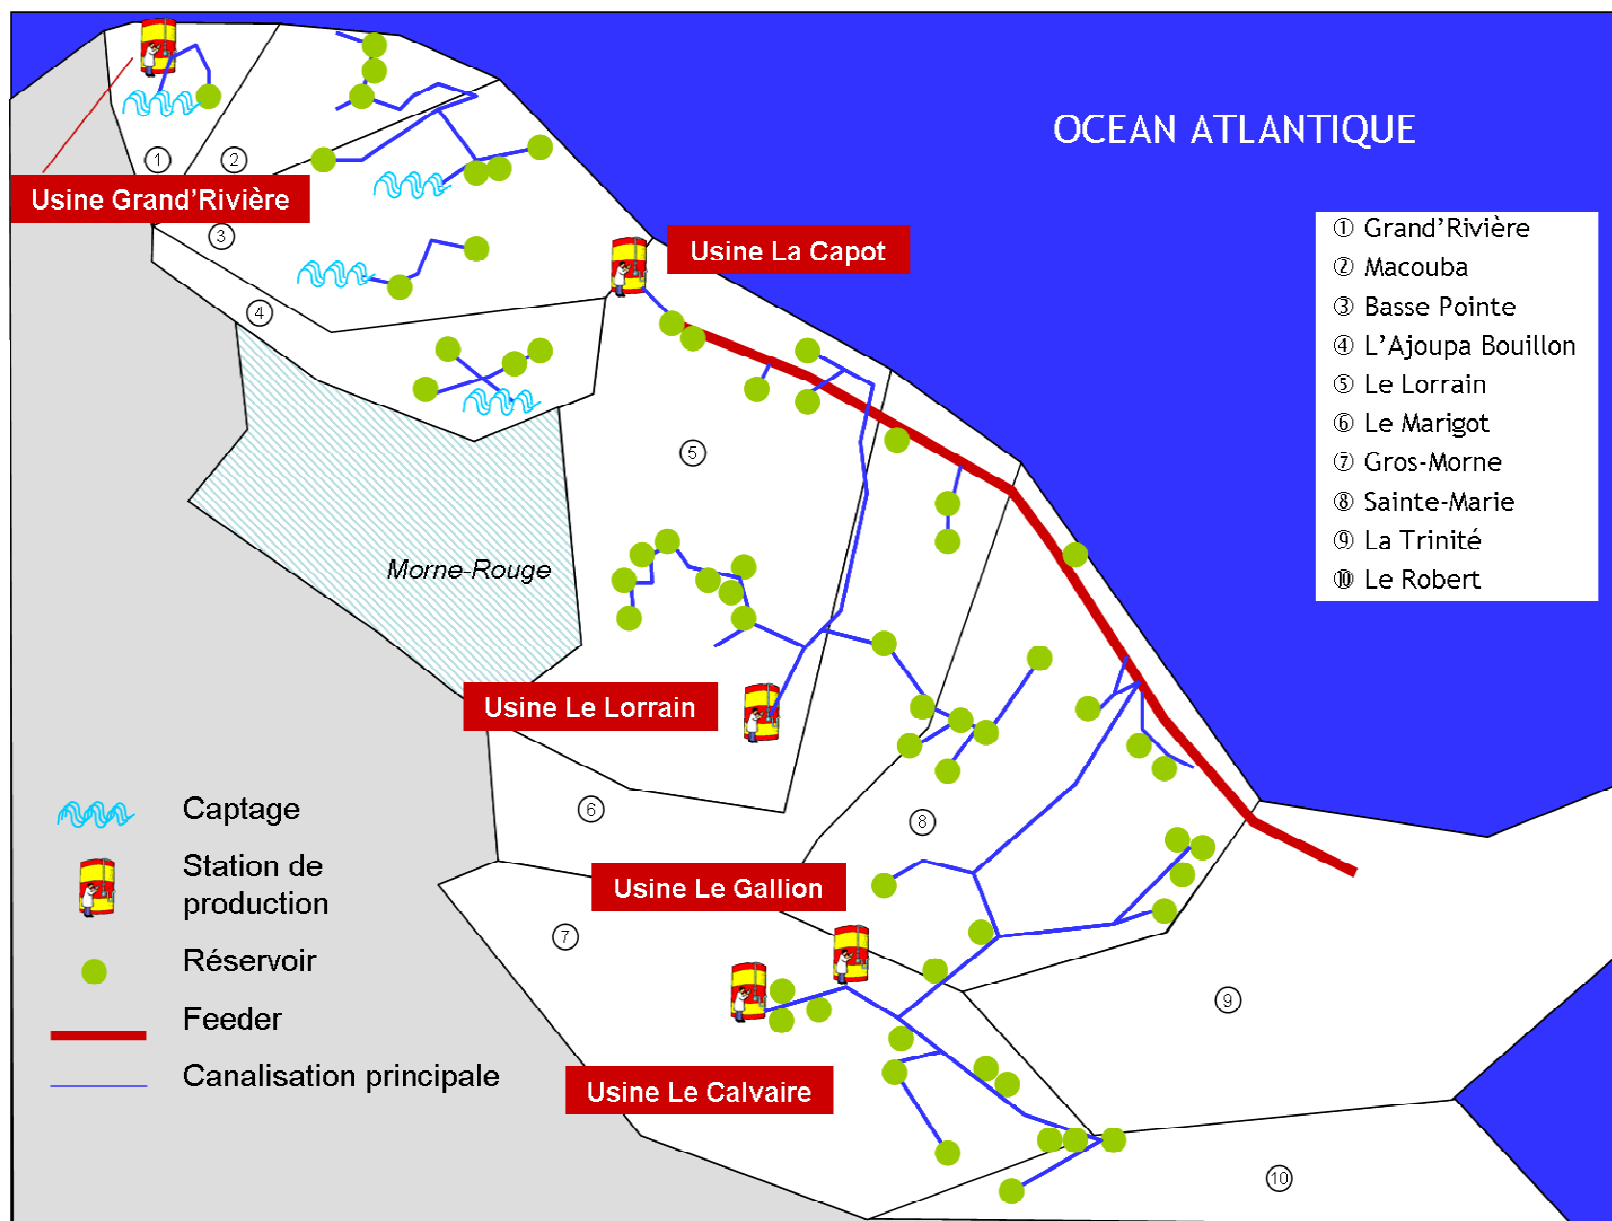 OCEAN ATLANTIQUE
① ②
Usine Grand'Rivière
③
Usine La Capot
① Grand'Rivière
② Macouba
③ Basse Pointe
④ L'Ajoupa Bouillon
⑤ Le Lorrain
⑥ Le Marigot
⑦ Gros-Morne
⑧ Sainte-Marie
⑨ La Trinité
⑩ Le Robert
④
⑤
Morne-Rouge
Usine Le Lorrain
⑥
⑧
Usine Le Gallion
⑦
⑨
Usine Le Calvaire
⑩
Captage
Station de
production
Réservoir
Feeder
Canalisation principale